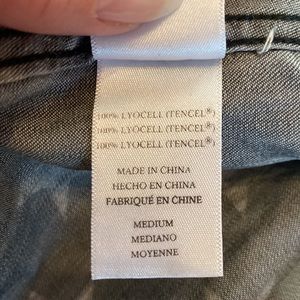 100% LYOCELL (TENCEL®)
100% LYOCELL (TENCEL®)
100% LYOCELL (TENCEL®)
MADE IN CHINA
HECHO EN CHINA
FABRIQUÉ EN CHINE
MEDIUM
MEDIANO
MOYENNE